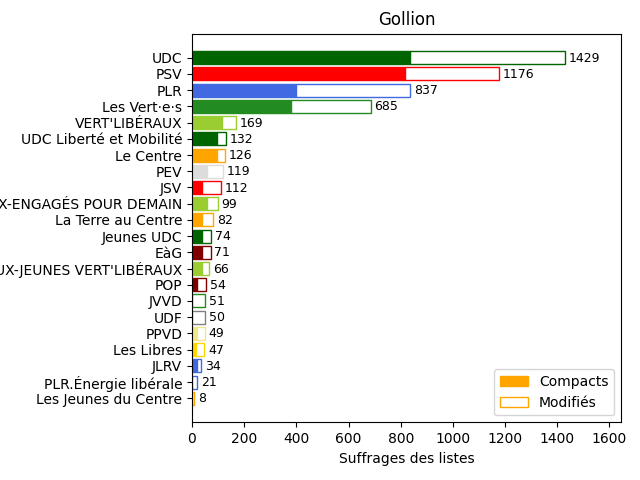 Gollion
UDC 1429
PSV 1176
PLR 837
Les Vert·e·s 685
VERT'LIBÉRAUX 169
UDC Liberté et Mobilité 132
Le Centre 126
PEV 119
JSV 112
X-ENGAGÉS POUR DEMAIN 99
La Terre au Centre 82
Jeunes UDC 74
EàG 71
UX-JEUNES VERT'LIBÉRAUX 66
POP 54
JVVD 51
UDF 50
PPVD 49
Les Libres 47
JLRV 34
PLR.Énergie libérale 21
Les Jeunes du Centre 8
Compacts
Modifiés
0 200 400 600 800 1000 1200 1400 1600
Suffrages des listes